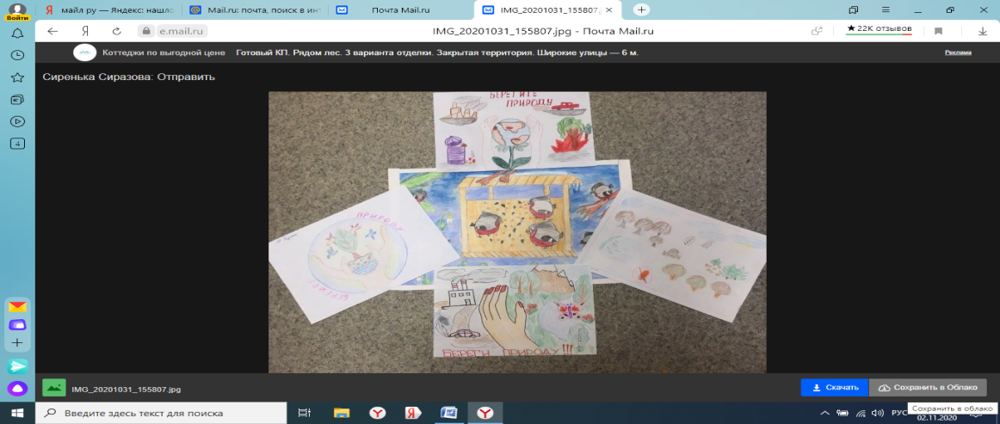 Войти
майл ру — Яндекс: нашло
Mail.ru: почта, поиск в инт
Почта Mail.ru
IMG_20201031_155807.j
e.mail.ru
IMG_20201031_155807.jpg - Почта Mail.ru
★ 22K отзывов
Коттеджи по выгодной цене
Готовый КП. Рядом лес. 3 варианта отделки. Закрытая территория. Широкие улицы — 6 м.
Реклама
Сиренька Сиразова: Отправить
4
БЕРЕГИТЕ
ПРИРОДУ
ПРИРОДУ
БЕРЕГИ ПРИРОДУ!!!
IMG_20201031_155807.jpg
Скачать
Сохранить в Облако
Сохранить в облако
Введите здесь текст для поиска
РУС
02.11.2020